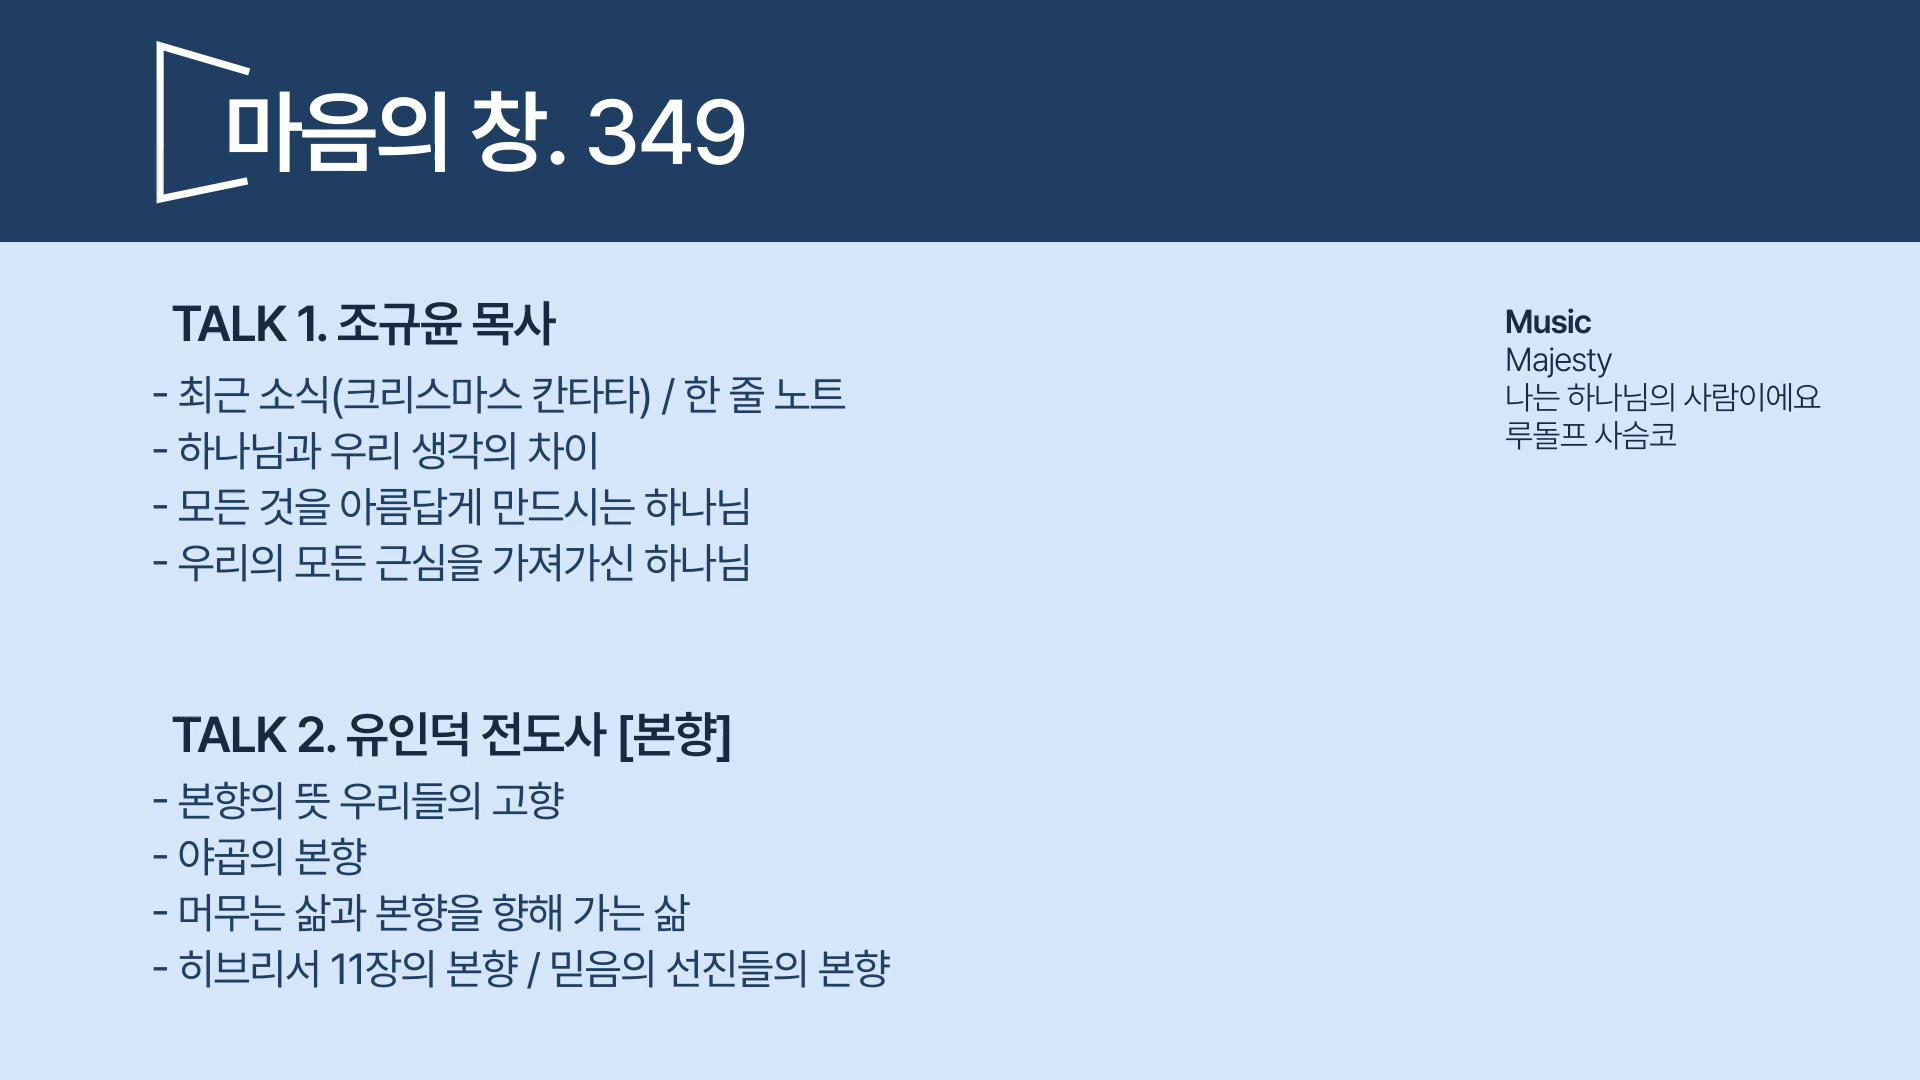 마음의 창. 349
TALK 1. 조규윤 목사
- 최근 소식(크리스마스 칸타타) / 한 줄 노트
- 하나님과 우리 생각의 차이
- 모든 것을 아름답게 만드시는 하나님
- 우리의 모든 근심을 가져가신 하나님
TALK 2. 유인덕 전도사 [본향]
- 본향의 뜻 우리들의 고향
- 야곱의 본향
- 머무는 삶과 본향을 향해 가는 삶
- 히브리서 11장의 본향 / 믿음의 선진들의 본향
Music
Majesty
나는 하나님의 사람이에요
루돌프 사슴코